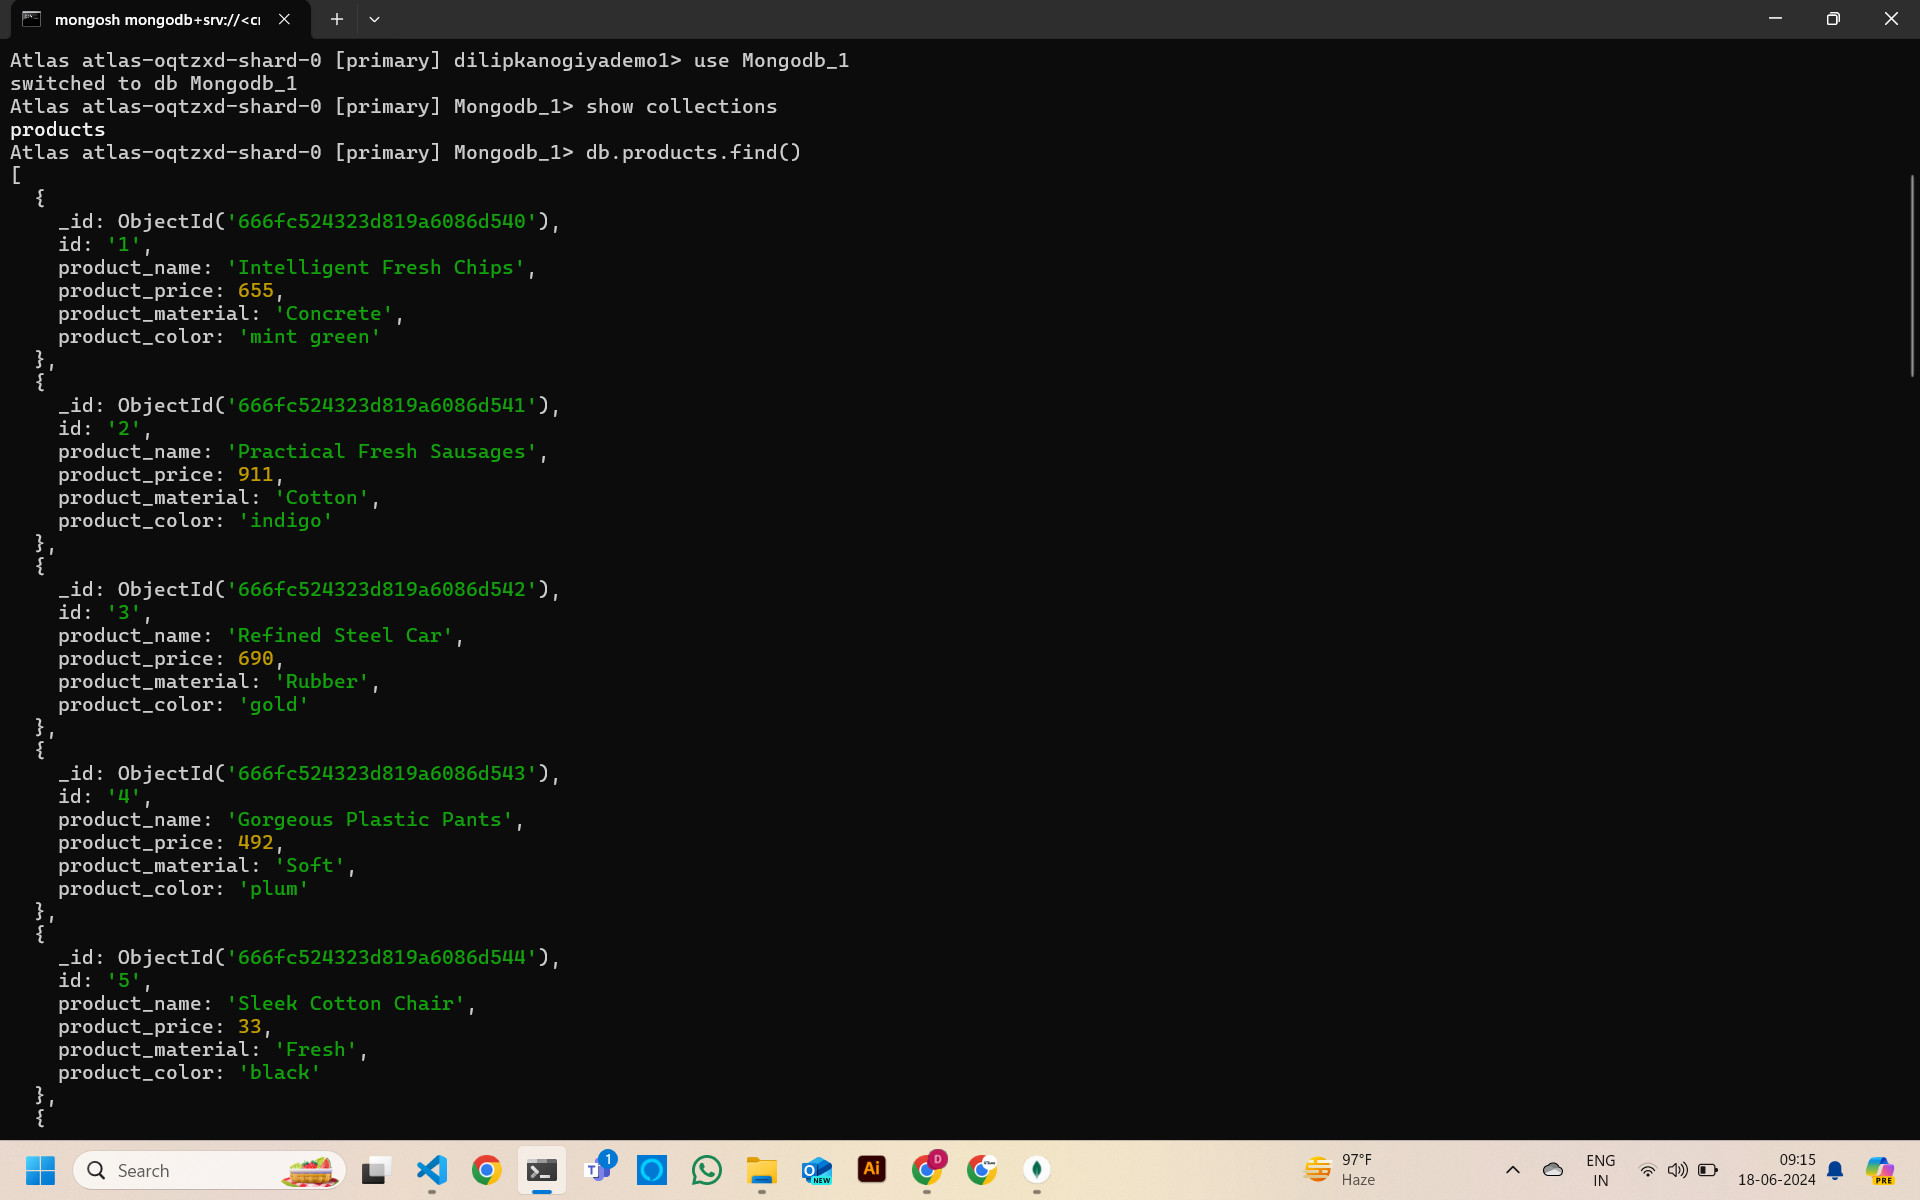 mongosh mongodb+srv://<cr
Atlas atlas-oqtzxd-shard-0 [primary] dilipkanogiyademo1> use Mongodb_1
switched to db Mongodb_1
Atlas atlas-oqtzxd-shard-0 [primary] Mongodb_1> show collections
products
Atlas atlas-oqtzxd-shard-0 [primary] Mongodb_1> db.products.find()
[
  {
    _id: ObjectId('666fc524323d819a6086d540'),
    id: '1',
    product_name: 'Intelligent Fresh Chips',
    product_price: 655,
    product_material: 'Concrete',
    product_color: 'mint green'
  },
  {
    _id: ObjectId('666fc524323d819a6086d541'),
    id: '2',
    product_name: 'Practical Fresh Sausages',
    product_price: 911,
    product_material: 'Cotton',
    product_color: 'indigo'
  },
  {
    _id: ObjectId('666fc524323d819a6086d542'),
    id: '3',
    product_name: 'Refined Steel Car',
    product_price: 690,
    product_material: 'Rubber',
    product_color: 'gold'
  },
  {
    _id: ObjectId('666fc524323d819a6086d543'),
    id: '4',
    product_name: 'Gorgeous Plastic Pants',
    product_price: 492,
    product_material: 'Soft',
    product_color: 'plum'
  },
  {
    _id: ObjectId('666fc524323d819a6086d544'),
    id: '5',
    product_name: 'Sleek Cotton Chair',
    product_price: 33,
    product_material: 'Fresh',
    product_color: 'black'
  },
  {
Search
1
NEW
Ai
D
97°F
Haze
ENG
IN
09:15
18-06-2024
PRE